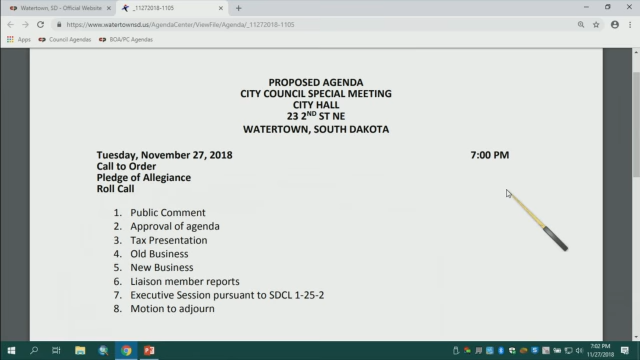 Watertown, SD – Official Website
_11272018-1105
https://www.watertownsd.us/AgendaCenter/ViewFile/Agenda/_11272018-1105
Apps
Council Agendas
BOA/PC-Agendas
PROPOSED AGENDA
CITY COUNCIL SPECIAL MEETING
CITY HALL
23 2ND ST NE
WATERTOWN, SOUTH DAKOTA
Tuesday, November 27, 2018 7:00 PM
Call to Order
Pledge of Allegiance
Roll Call
1. Public Comment
2. Approval of agenda
3. Tax Presentation
4. Old Business
5. New Business
6. Liaison member reports
7. Executive Session pursuant to SDCL 1-25-2
8. Motion to adjourn
7:02 PM
11/27/2018